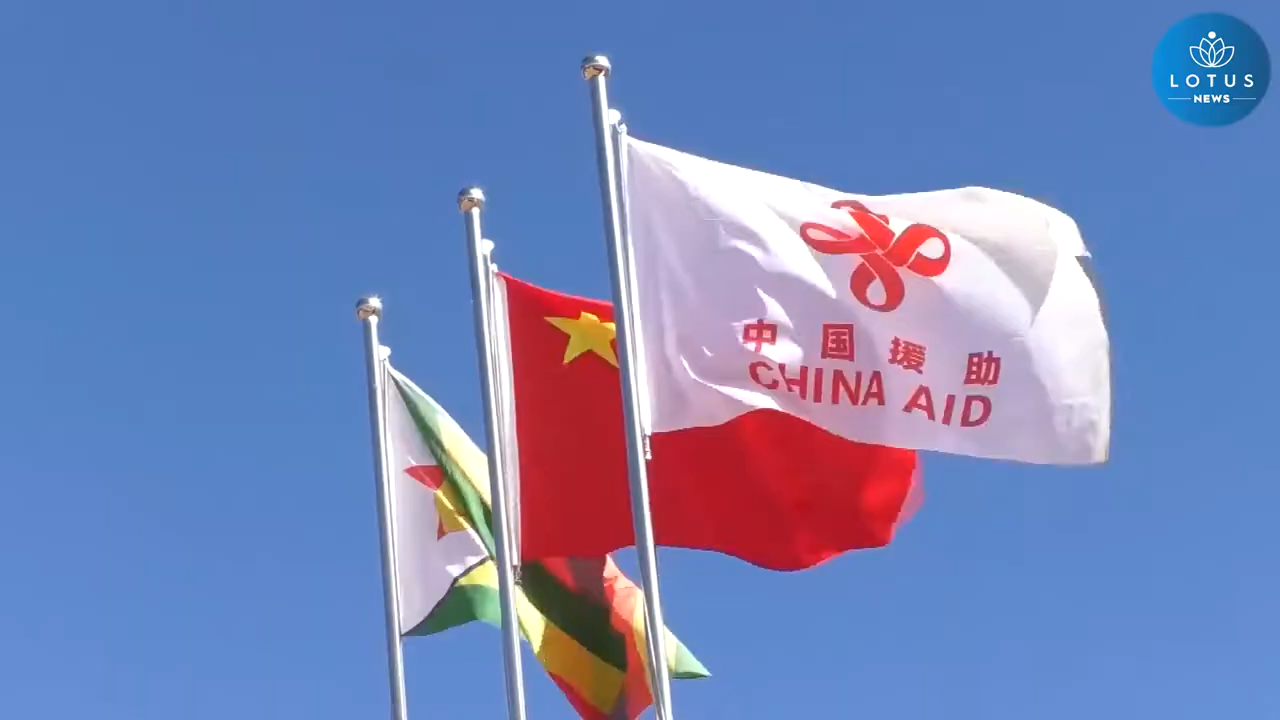 LOTUS
NEWS
中国援助
CHINA AID